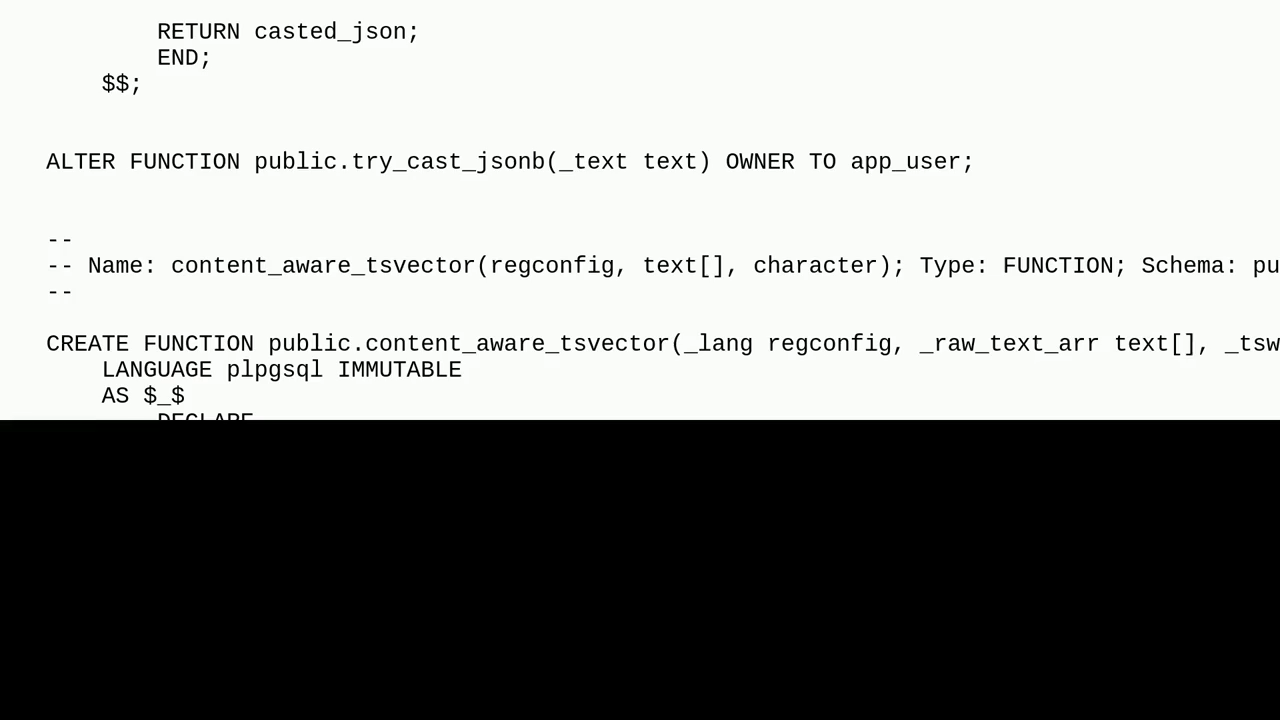 RETURN casted_json;
END;
$$;
ALTER FUNCTION public.try_cast_jsonb(_text text) OWNER TO app_user;
--
-- Name: content_aware_tsvector(regconfig, text[], character); Type: FUNCTION; Schema: pu
--
CREATE FUNCTION public.content_aware_tsvector(_lang regconfig, _raw_text_arr text[], _tsw
LANGUAGE plpgsql IMMUTABLE
AS $_$
DECLARE